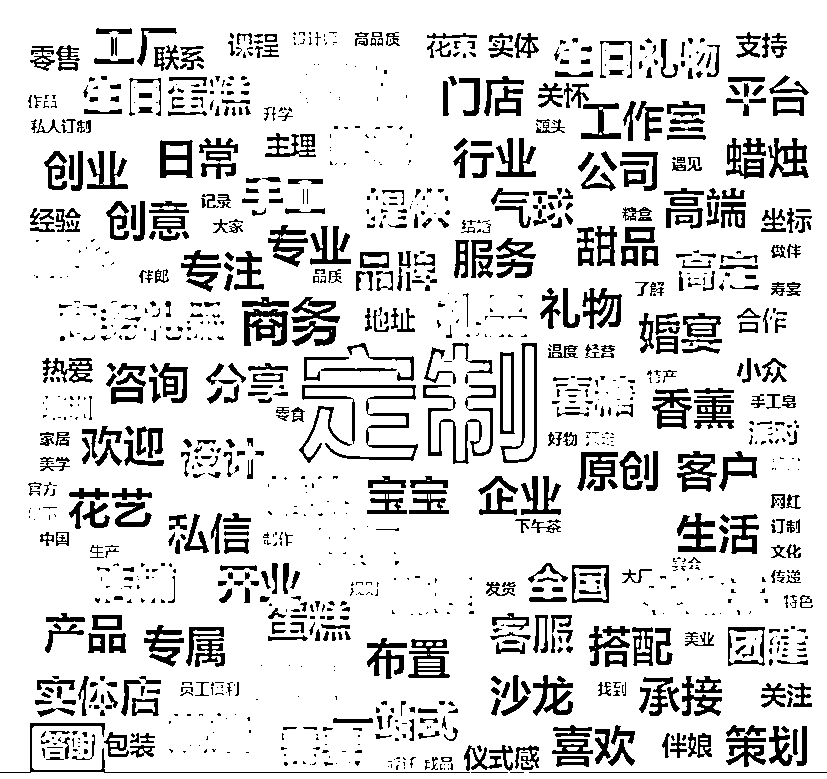 零售 工厂 联系 课程 设计师 高品质 花束 实体 生日礼物 支持
作品 生日蛋糕 升学 门店 关怀 平台
私人订制 源头 工作室
创业 日常 主理 行业 公司 遇见 蜡烛
经验 创意 记录 手工 提供 气球 糖盒 高端 坐标
大家 专业 结婚 服务 甜品 做伴
伴郎 专注 品质 品牌 高定
商务礼盒 商务 地址 礼盒 礼物 了解 寿宴
婚宴 合作
热爱 咨询 分享 定制 温度 经营 特产 小众
零食 喜糖 香薰 手工皂
家居 欢迎 设计 好物 派对
美学 原创 客户
官方 花艺 宝宝 企业 网红
中国 私信 制作 下午茶 生活 订制
生产 文化
店铺 开业 发货 全国 大厂 宴会 传递
特色
产品 专属 蛋糕 布置 客服 搭配 美业 团建
实体店 员工福利 沙龙 找到 承接 关注
答谢 包装 一站式 成品 仪式感 喜欢 伴娘 策划